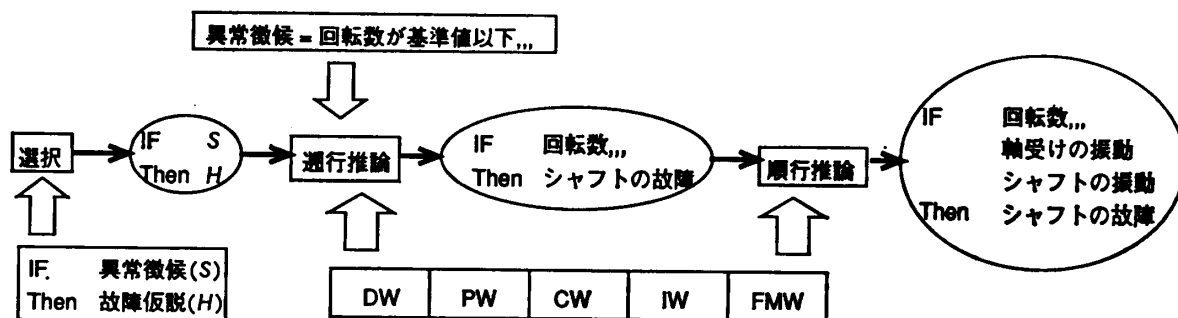 異常徴候 = 回転数が基準値以下,,,
選択
IF S
Then H
遡行推論
IF 回転数,,,
Then シャフトの故障
順行推論
IF 回転数,,,
軸受けの振動
シャフトの振動
Then シャフトの故障
IF. 異常徴候(S)
Then 故障仮説(H)
DW PW CW IW FMW